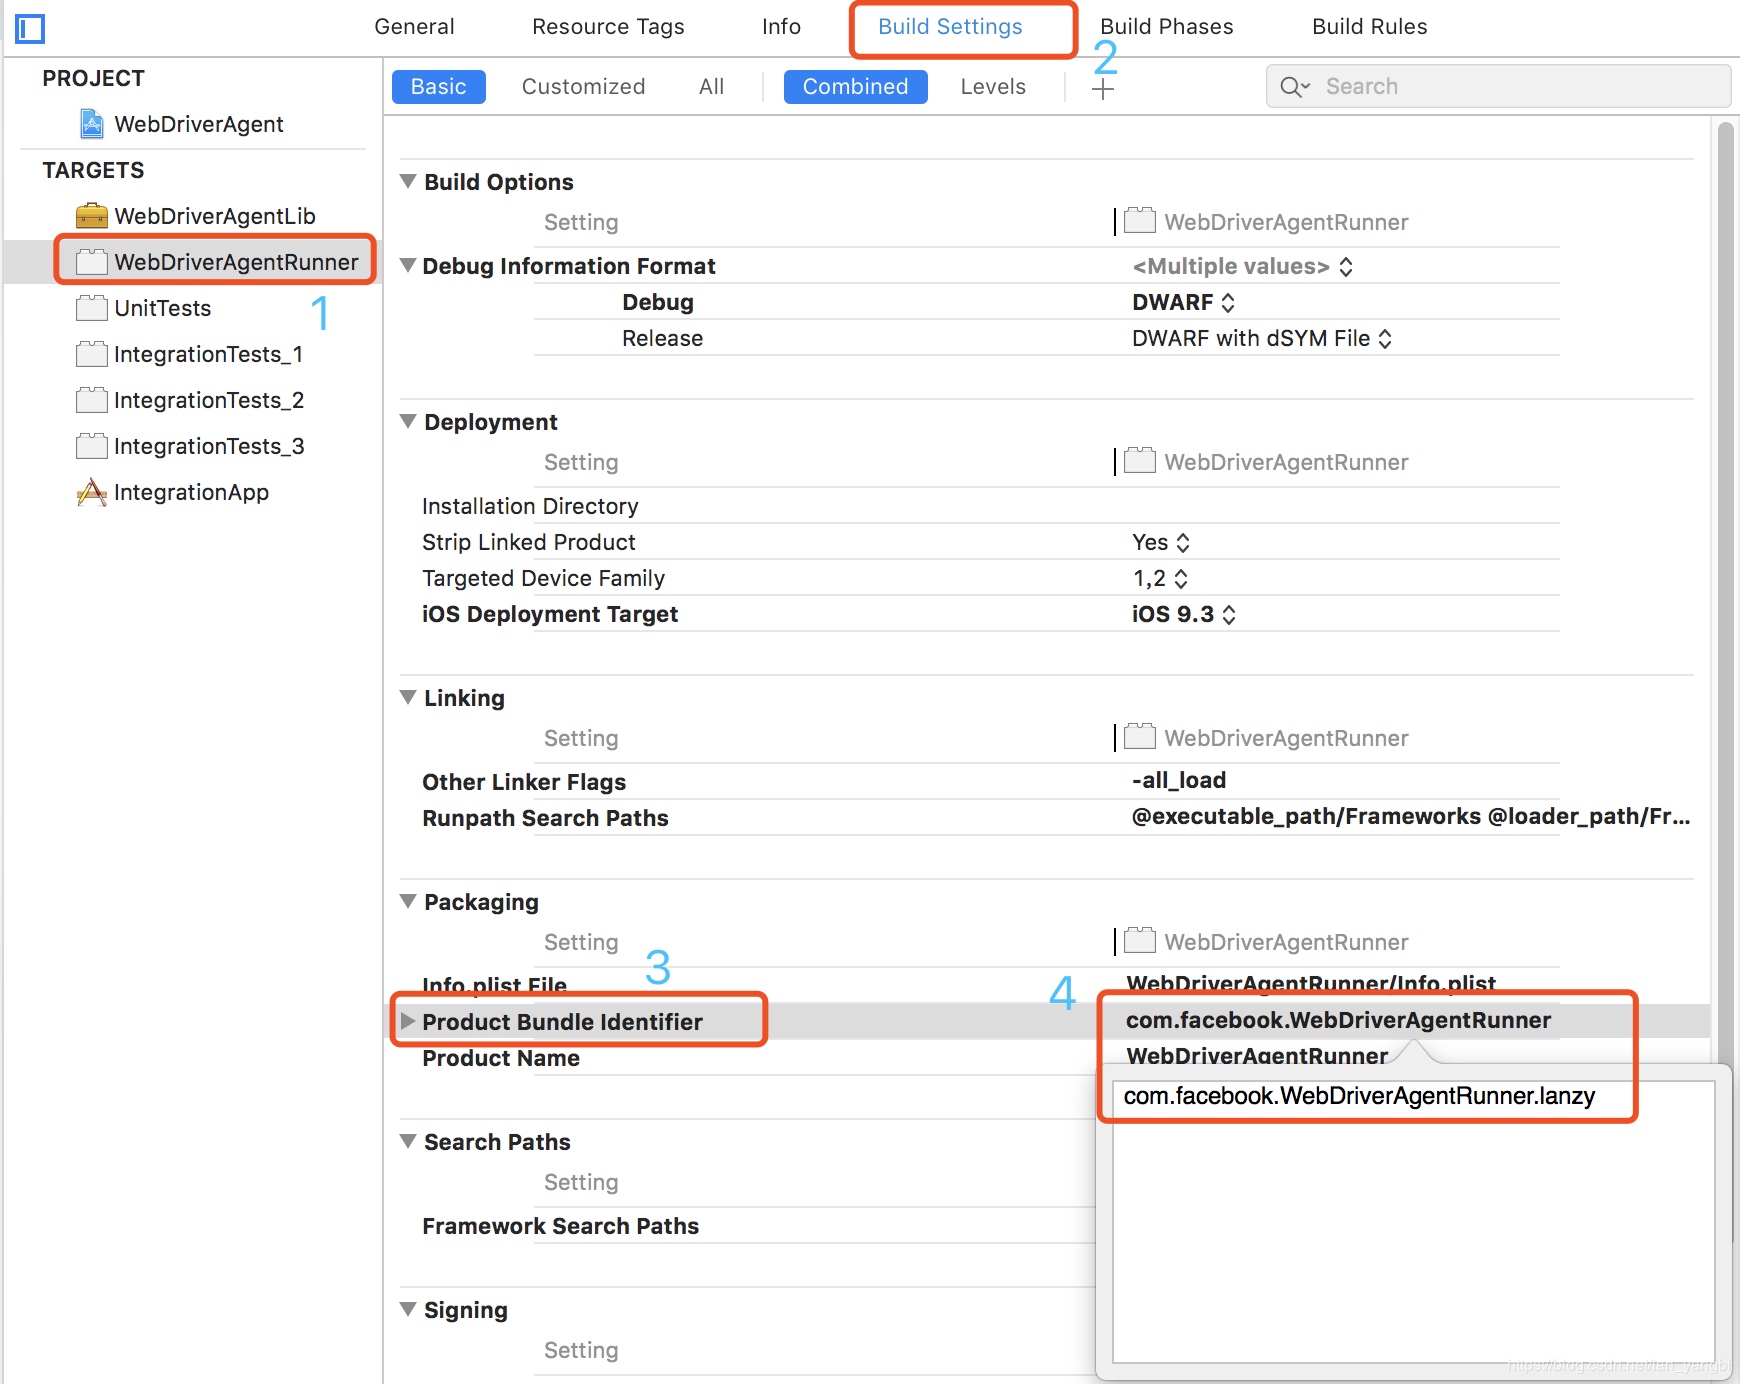 General Resource Tags Info Build Settings Build Phases Build Rules
2
Basic Customized All Combined Levels + Search
PROJECT
WebDriverAgent
TARGETS
WebDriverAgentLib
WebDriverAgentRunner
1
UnitTests
IntegrationTests_1
IntegrationTests_2
IntegrationTests_3
IntegrationApp
Build Options
Setting WebDriverAgentRunner
Debug Information Format <Multiple values>
Debug DWARF
Release DWARF with dSYM File
Deployment
Setting WebDriverAgentRunner
Installation Directory
Strip Linked Product Yes
Targeted Device Family 1,2
iOS Deployment Target iOS 9.3
Linking
Setting WebDriverAgentRunner
Other Linker Flags -all_load
Runpath Search Paths @executable_path/Frameworks @loader_path/Fr...
Packaging
Setting WebDriverAgentRunner
3
4
Info.plist File WebDriverAgentRunner/Info.plist
Product Bundle Identifier com.facebook.WebDriverAgentRunner
Product Name WebDriverAgentRunner
com.facebook.WebDriverAgentRunner.lanzy
Search Paths
Setting
Framework Search Paths
Signing
Setting